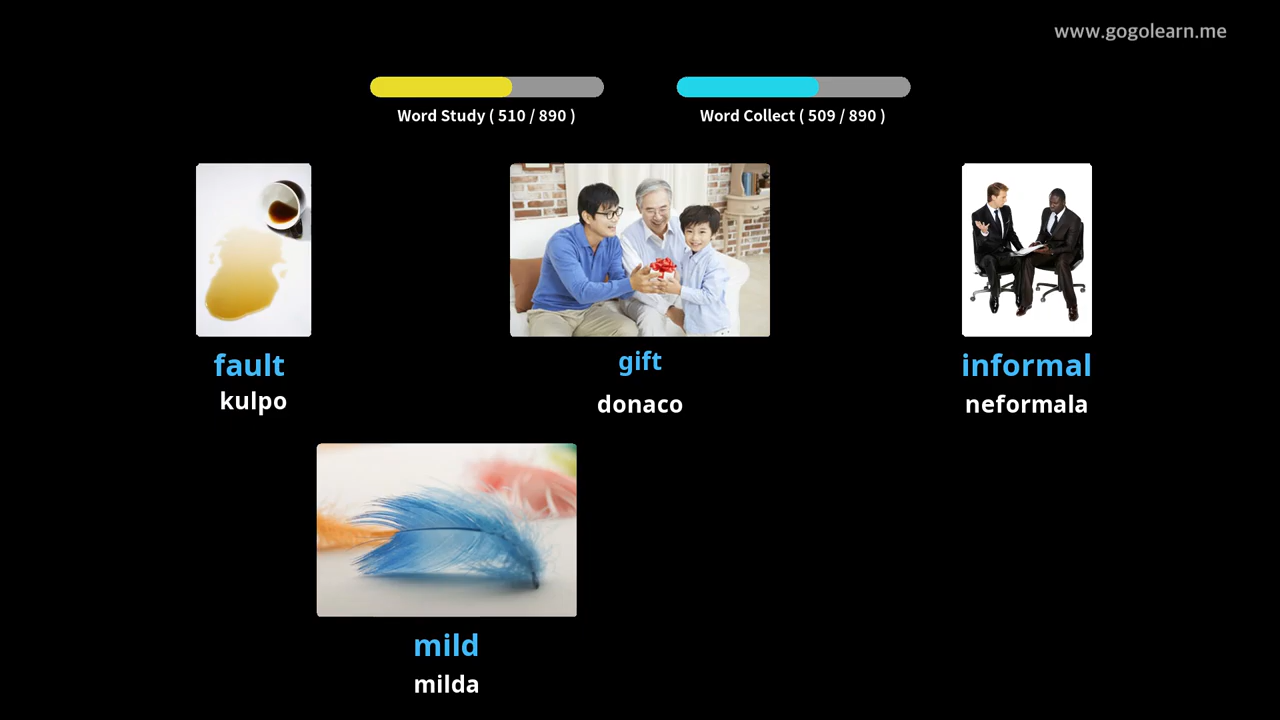 www.gogolearn.me
Word Study ( 510 / 890 )
Word Collect ( 509 / 890 )
fault
kulpo
gift
donaco
informal
neformala
mild
milda